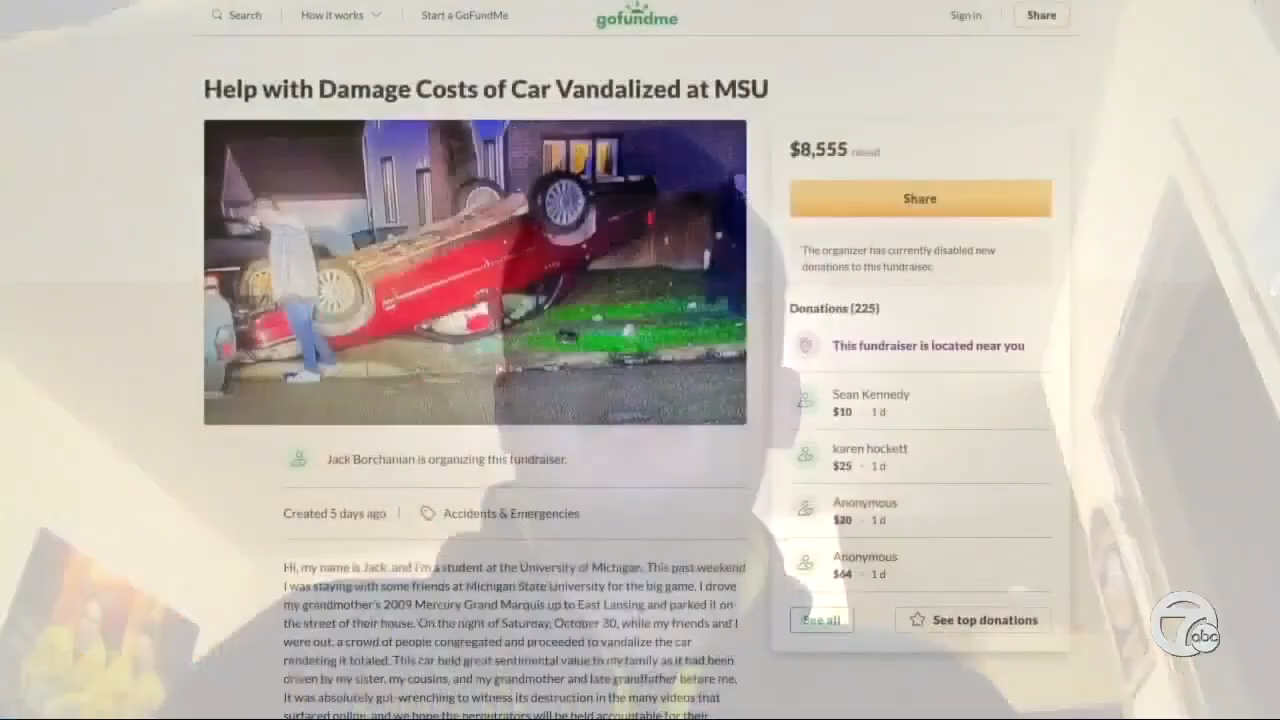 Search
How it works
Start a GoFundMe
gofundme
Sign in
Share
Help with Damage Costs of Car Vandalized at MSU
$8,555 raised
Share
The organizer has currently disabled new
donations to this fundraiser.
Donations (225)
This fundraiser is located near you
Sean Kennedy
$10 · 1 d
karen hockett
$25 · 1 d
Anonymous
$20 · 1 d
Anonymous
$64 · 1 d
See all
See top donations
Jack Borchanian is organizing this fundraiser.
Created 5 days ago
Accidents & Emergencies
Hi, my name is Jack, and I'm a student at the University of Michigan. This past weekend
I was staying with some friends at Michigan State University for the big game. I drove
my grandmother's 2009 Mercury Grand Marquis up to East Lansing and parked it on
the street of their house. On the night of Saturday, October 30, while my friends and I
were out, a crowd of people congregated and proceeded to vandalize the car
rendering it totaled. This car held great sentimental value to my family as it had been
driven by my sister, my cousins, and my grandmother and late grandfather before me.
It was absolutely gut-wrenching to witness its destruction in the many videos that
surfaced online, and we hope the perpetrators will be held accountable for their
7abc